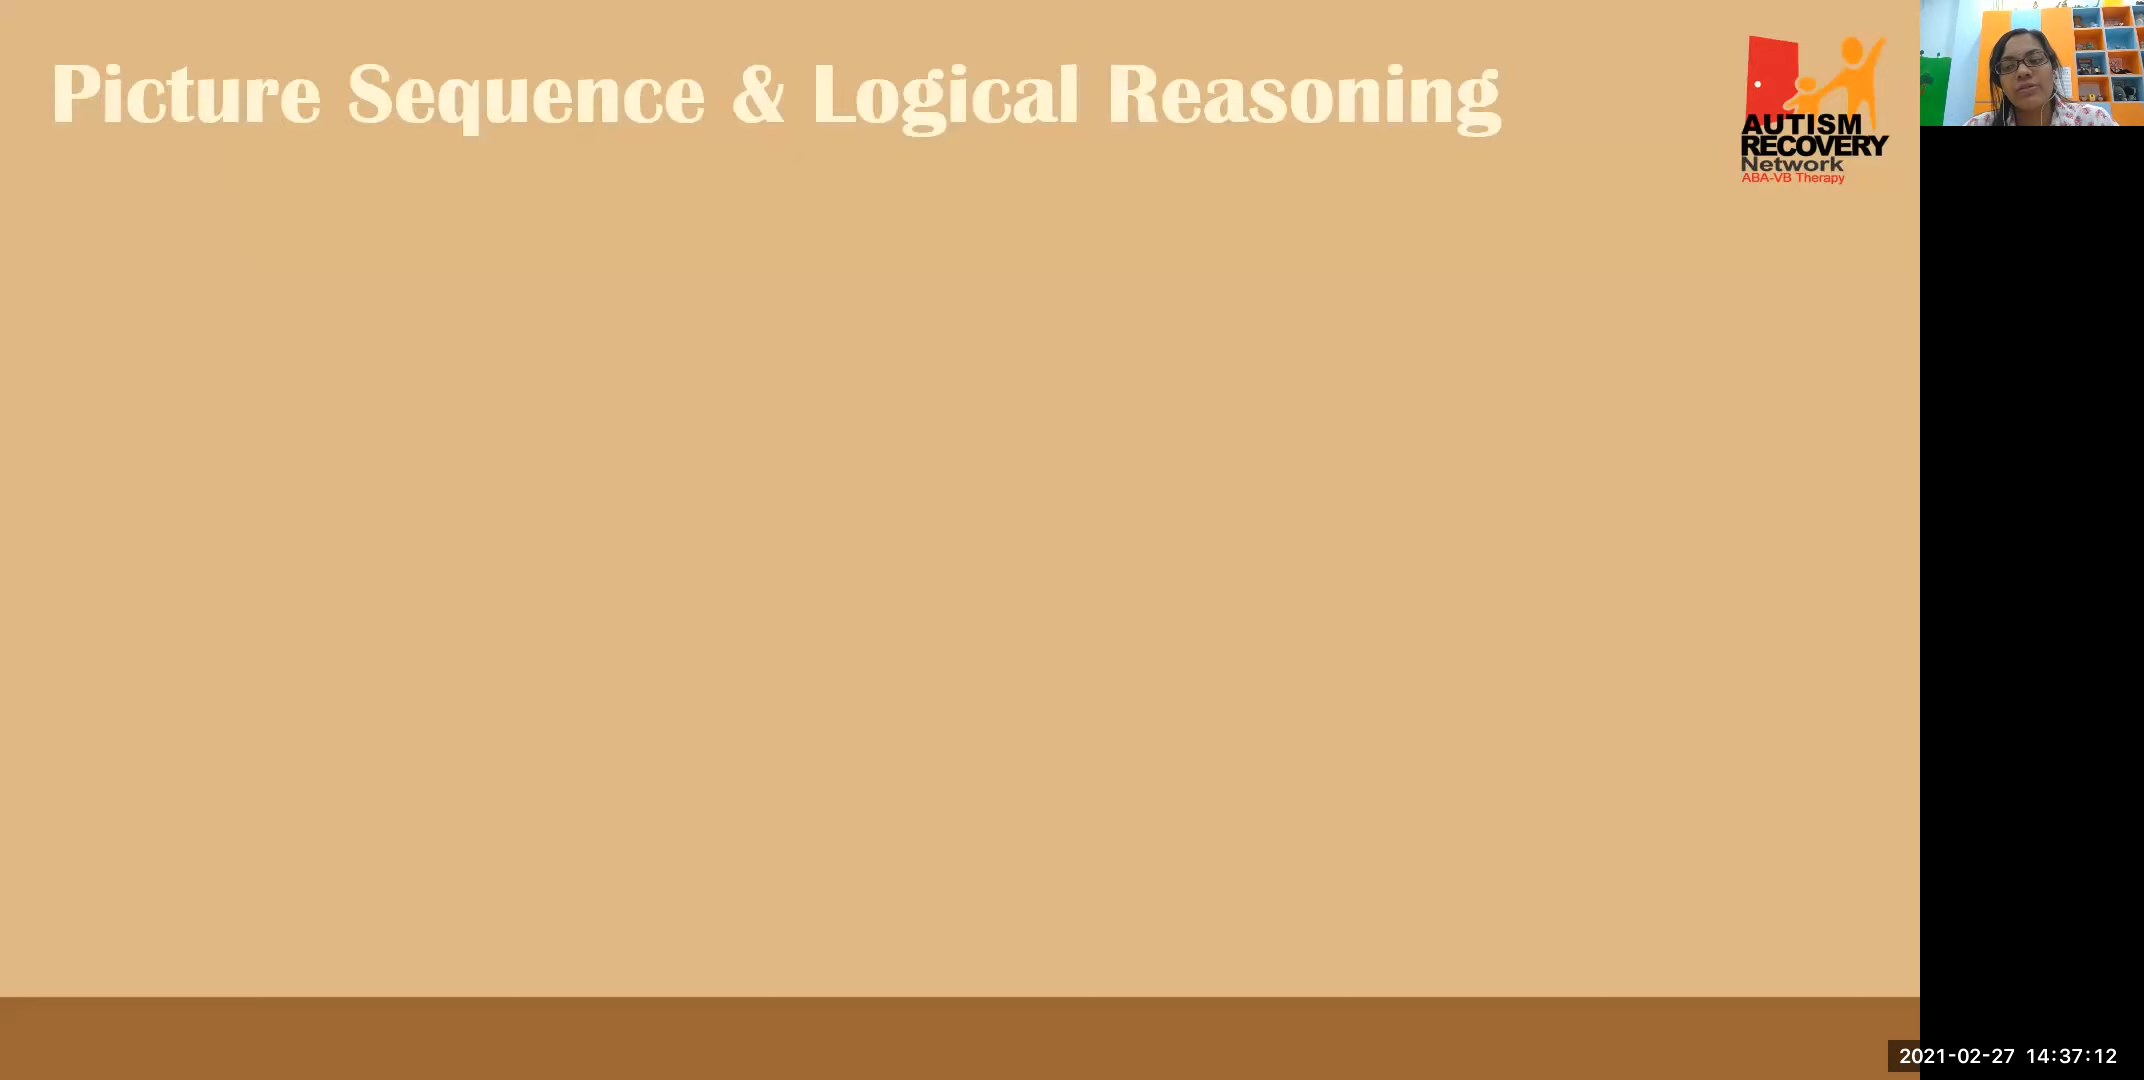 Picture Sequence & Logical Reasoning
AUTISM
RECOVERY
Network
ABA-VB Therapy
2021-02-27 14:37:12